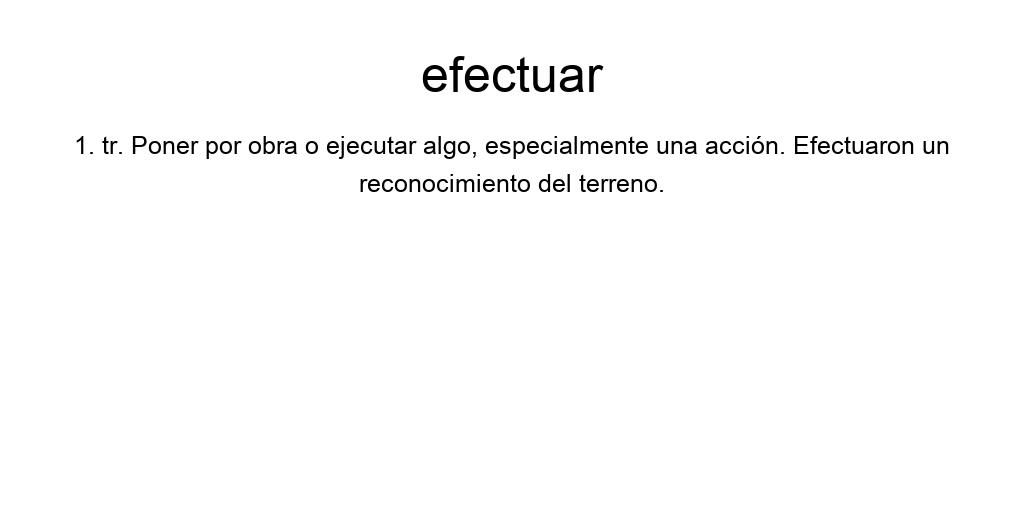 efectuar
1. tr. Poner por obra o ejecutar algo, especialmente una acción. Efectuaron un
reconocimiento del terreno.